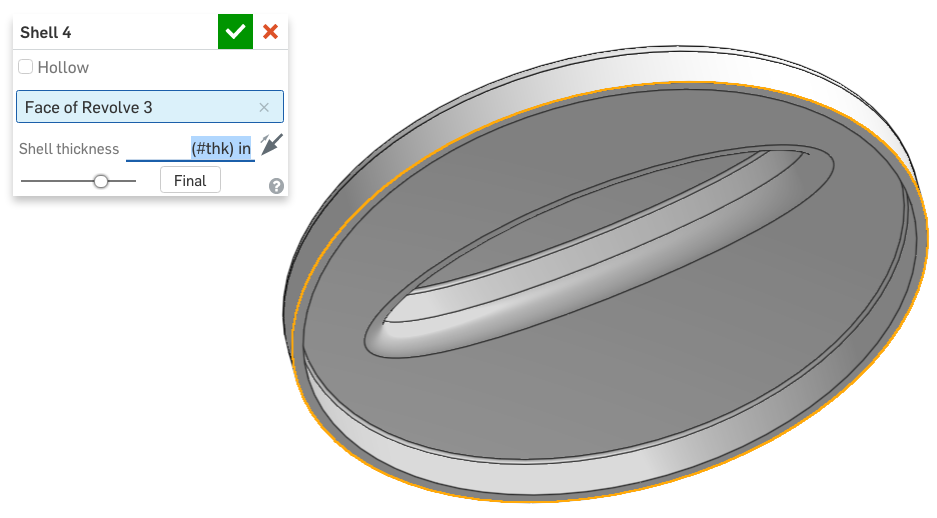 Shell 4
Hollow
Face of Revolve 3
Shell thickness (#thk) in
Final
?